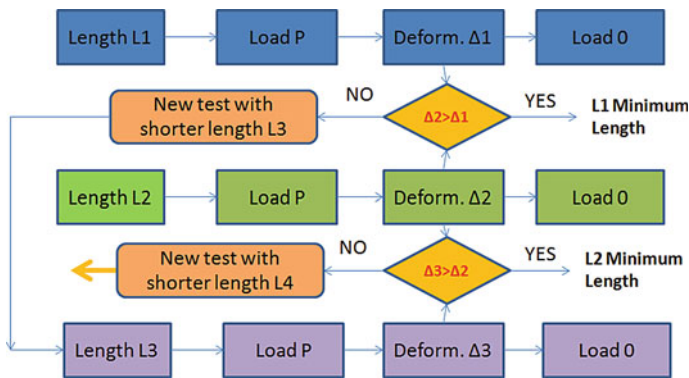 Length L1
Load P
Deform. Δ1
Load 0
New test with
shorter length L3
NO
Δ2>Δ1
YES
L1 Minimum
Length
Length L2
Load P
Deform. Δ2
Load 0
New test with
shorter length L4
NO
Δ3>Δ2
YES
L2 Minimum
Length
Length L3
Load P
Deform. Δ3
Load 0